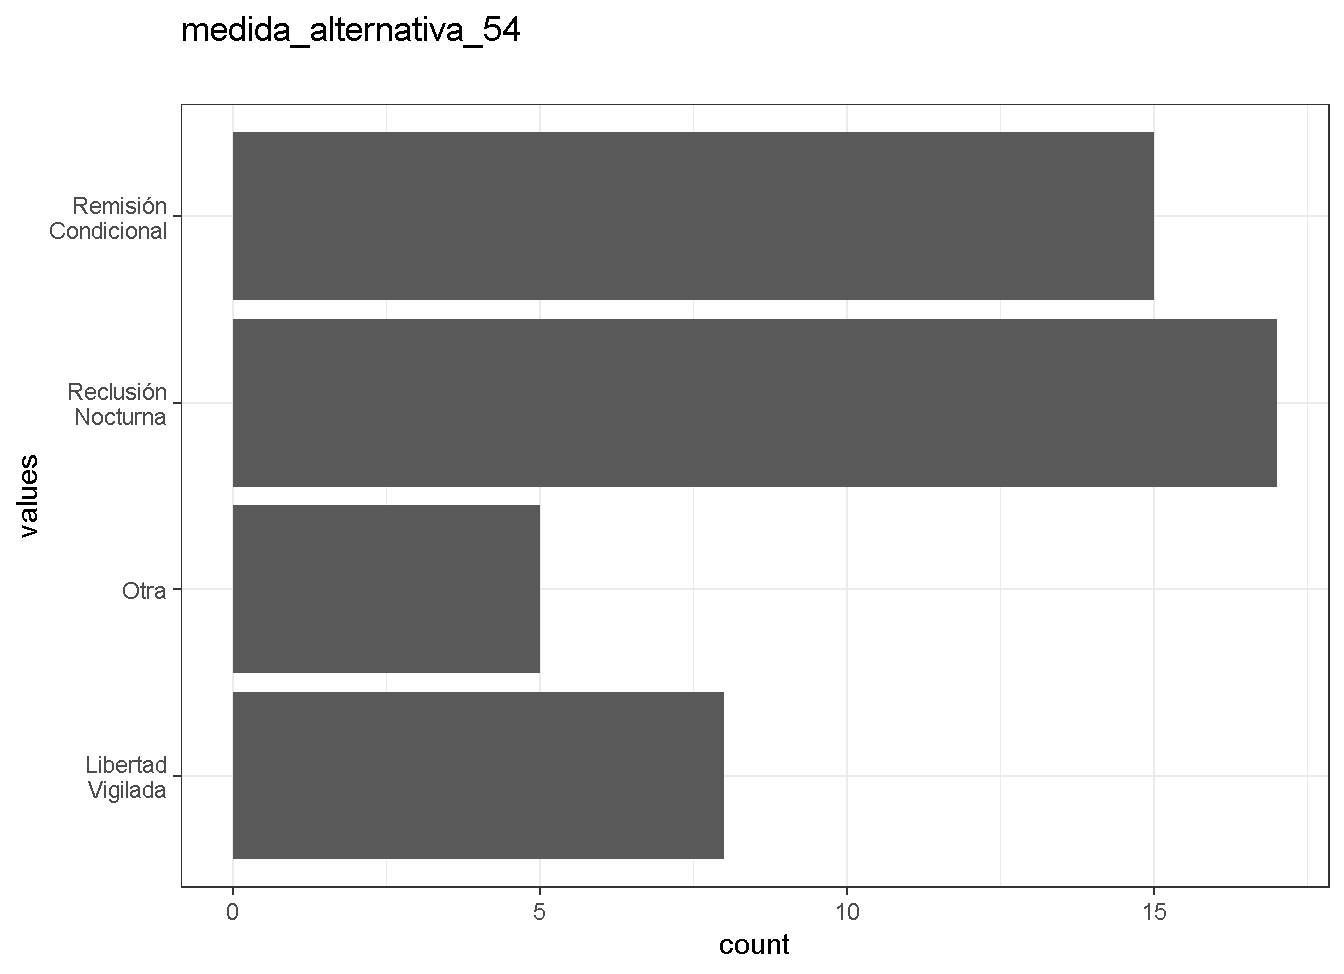 medida_alternativa_54
Remisión
Condicional
Reclusión
Nocturna
Otra
Libertad
Vigilada
values
0 5 10 15
count